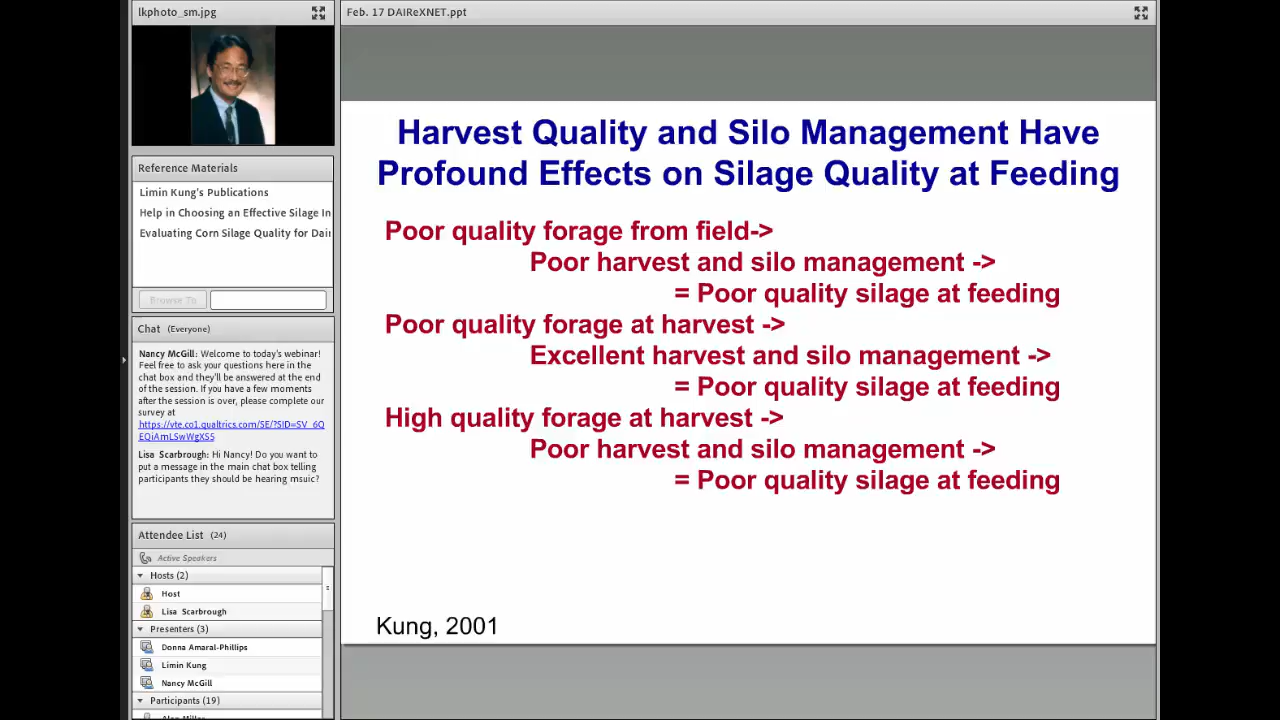 lkphoto_sm.jpg
Reference Materials
Limin Kung's Publications
Help in Choosing an Effective Silage In
Evaluating Corn Silage Quality for Dair
Browse To
Chat (Everyone)
Nancy McGill: Welcome to today's webinar!
Feel free to ask your questions here in the
chat box and they'll be answered at the end
of the session. If you have a few moments
after the session is over, please complete our
survey at
https://vte.co1.qualtrics.com/SE/?SID=SV_6Q
EQiAmLSwWgXS5
Lisa Scarbrough: Hi Nancy! Do you want to
put a message in the main chat box telling
participants they should be hearing msuic?
Attendee List (24)
Active Speakers
Hosts (2)
Host
Lisa Scarbrough
Presenters (3)
Donna Amaral-Phillips
Limin Kung
Nancy McGill
Participants (19)
Feb. 17 DAIReXNET.ppt
Harvest Quality and Silo Management Have
Profound Effects on Silage Quality at Feeding
Poor quality forage from field->
Poor harvest and silo management ->
= Poor quality silage at feeding
Poor quality forage at harvest ->
Excellent harvest and silo management ->
= Poor quality silage at feeding
High quality forage at harvest ->
Poor harvest and silo management ->
= Poor quality silage at feeding
Kung, 2001